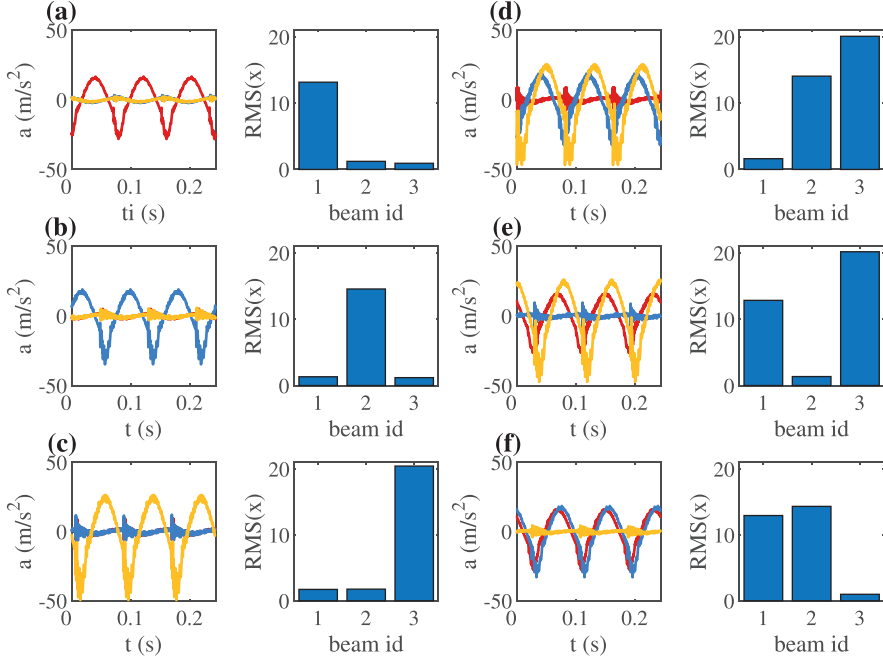 (a)
50
0
-50
a (m/s²)
0 0.1 0.2
ti (s)
20
10
0
RMS(x)
1 2 3
beam id
(d)
50
0
-50
a (m/s²)
0 0.1 0.2
t (s)
20
10
0
RMS(x)
1 2 3
beam id
(b)
50
0
-50
a (m/s²)
0 0.1 0.2
t (s)
20
10
0
RMS(x)
1 2 3
beam id
(e)
50
0
-50
a (m/s²)
0 0.1 0.2
t (s)
20
10
0
RMS(x)
1 2 3
beam id
(c)
50
0
-50
a (m/s²)
0 0.1 0.2
t (s)
20
10
0
RMS(x)
1 2 3
beam id
(f)
50
0
-50
a (m/s²)
0 0.1 0.2
t (s)
20
10
0
RMS(x)
1 2 3
beam id